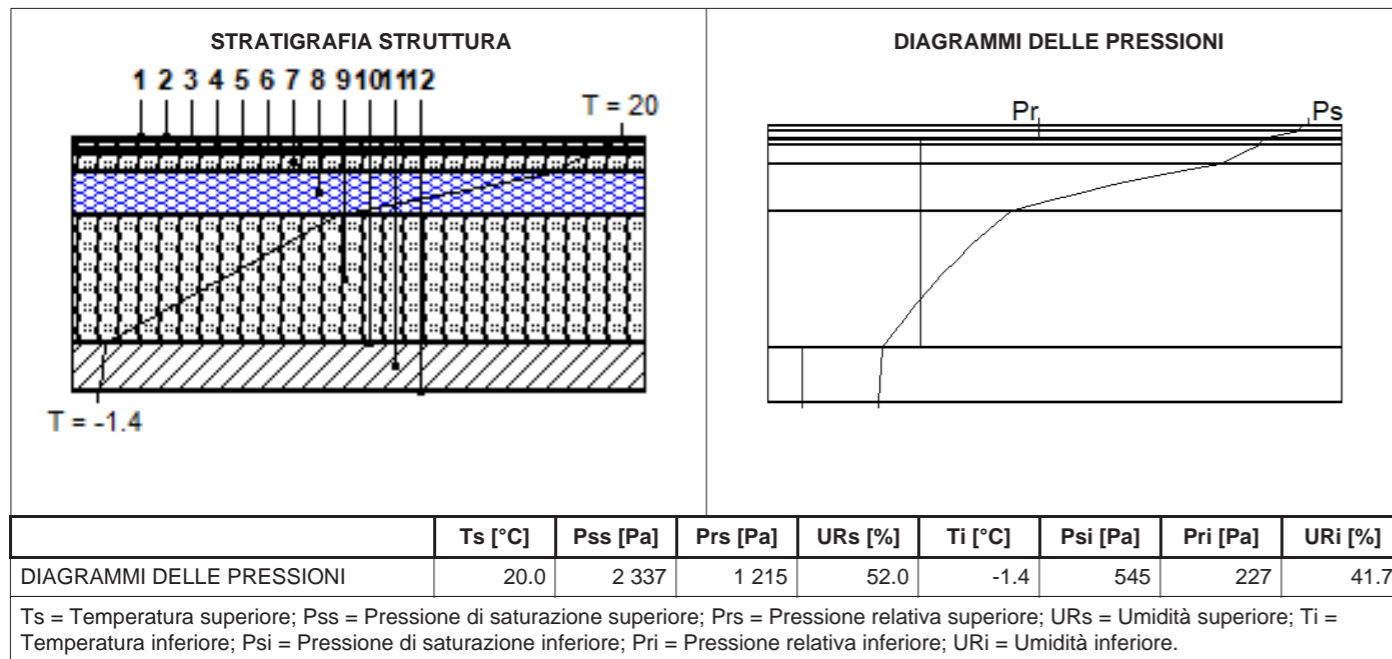 STRATIGRAFIA STRUTTURA
1 2 3 4 5 6 7 8 9 10 11 12
T = 20
T = -1.4
DIAGRAMMI DELLE PRESSIONI
Pr
Ps
Ts [°C] Pss [Pa] Prs [Pa] URs [%] Ti [°C] Psi [Pa] Pri [Pa] URi [%]
DIAGRAMMI DELLE PRESSIONI 20.0 2 337 1 215 52.0 -1.4 545 227 41.7
Ts = Temperatura superiore; Pss = Pressione di saturazione superiore; Prs = Pressione relativa superiore; URs = Umidità superiore; Ti =
Temperatura inferiore; Psi = Pressione di saturazione inferiore; Pri = Pressione relativa inferiore; URi = Umidità inferiore.